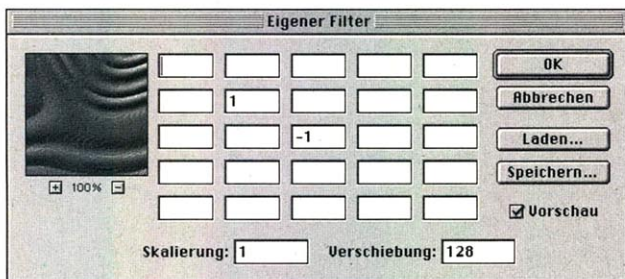 Eigener Filter
OK
1
Abbrechen
-1
Laden...
+ 100% -
Speichern...
Vorschau
Skalierung: 1 Verschiebung: 128